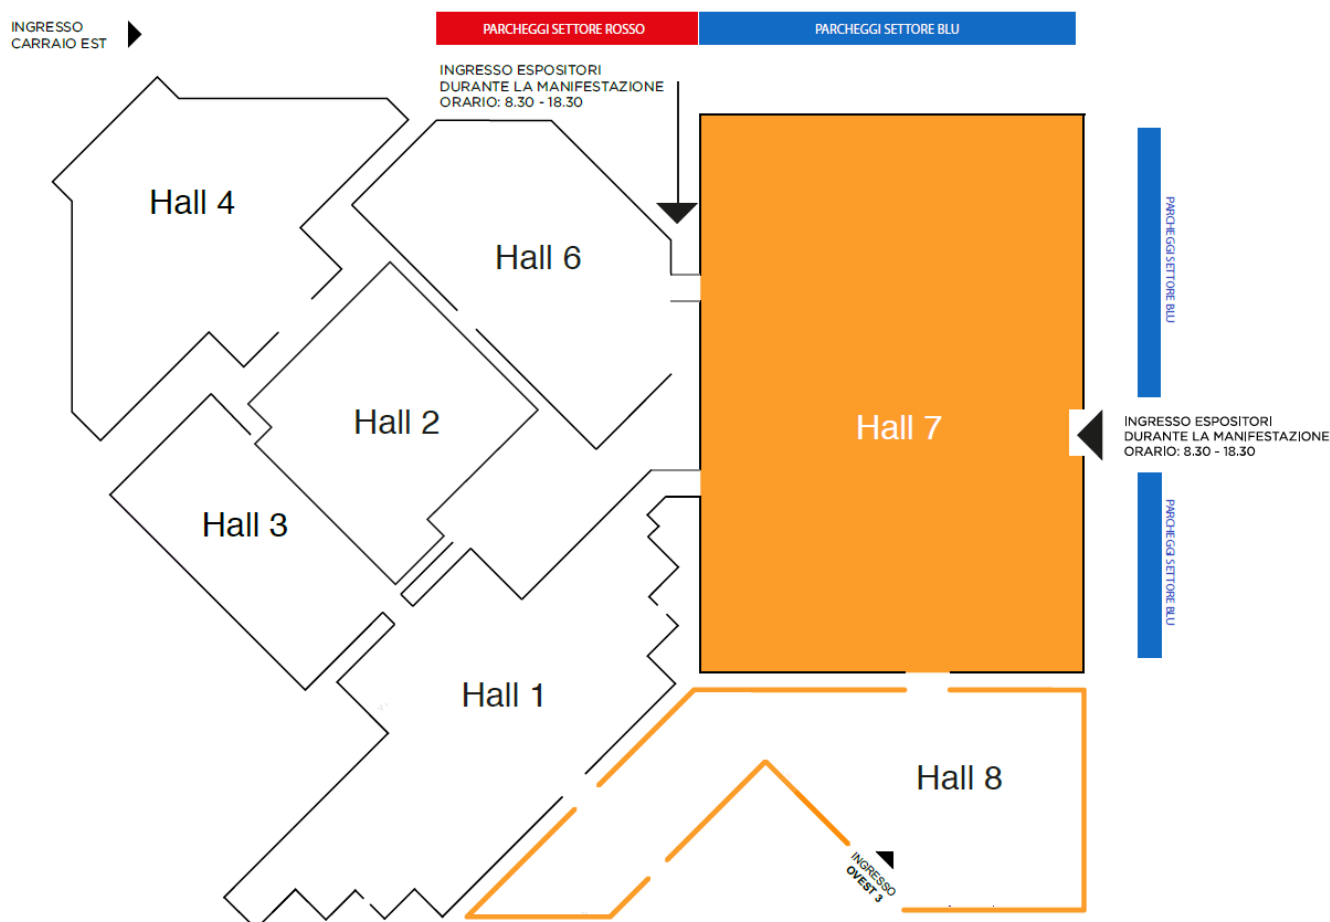 INGRESSO
CARRAIO EST
PARCHEGGI SETTORE ROSSO
PARCHEGGI SETTORE BLU
INGRESSO ESPOSITORI
DURANTE LA MANIFESTAZIONE
ORARIO: 8.30 - 18.30
Hall 4
Hall 6
PARCHEGGI SETTORE BLU
Hall 2
Hall 7
INGRESSO ESPOSITORI
DURANTE LA MANIFESTAZIONE
ORARIO: 8.30 - 18.30
Hall 3
PARCHEGGI SETTORE BLU
Hall 1
Hall 8
INGRESSO
OVEST 3